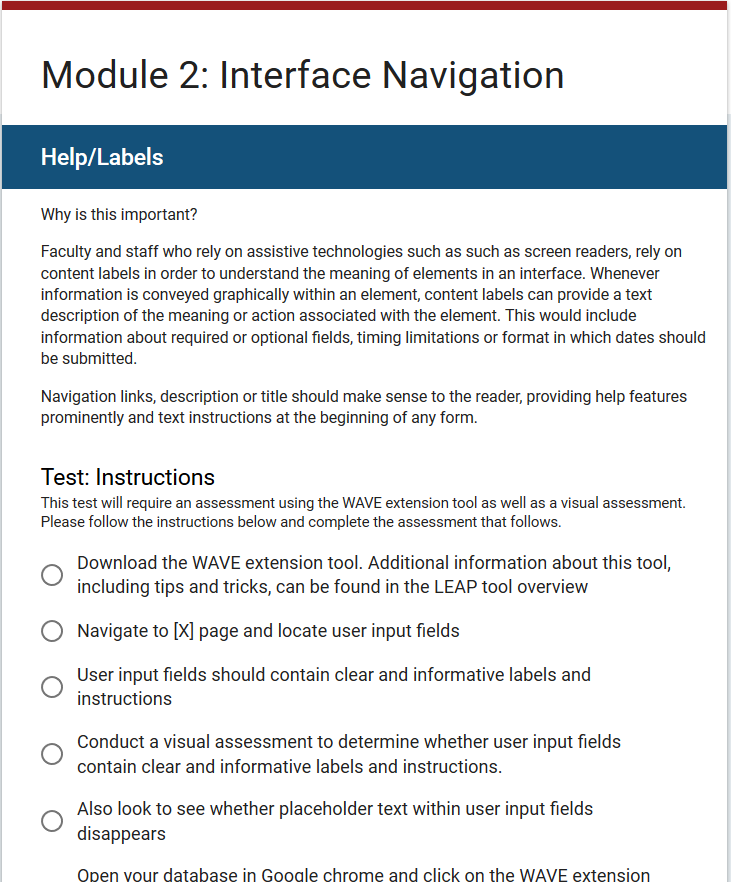 Module 2: Interface Navigation
Help/Labels
Why is this important?
Faculty and staff who rely on assistive technologies such as such as screen readers, rely on
content labels in order to understand the meaning of elements in an interface. Whenever
information is conveyed graphically within an element, content labels can provide a text
description of the meaning or action associated with the element. This would include
information about required or optional fields, timing limitations or format in which dates should
be submitted.
Navigation links, description or title should make sense to the reader, providing help features
prominently and text instructions at the beginning of any form.
Test: Instructions
This test will require an assessment using the WAVE extension tool as well as a visual assessment.
Please follow the instructions below and complete the assessment that follows.
Download the WAVE extension tool. Additional information about this tool,
including tips and tricks, can be found in the LEAP tool overview
Navigate to [X] page and locate user input fields
User input fields should contain clear and informative labels and
instructions
Conduct a visual assessment to determine whether user input fields
contain clear and informative labels and instructions.
Also look to see whether placeholder text within user input fields
disappears
Open your database in Google chrome and click on the WAVE extension